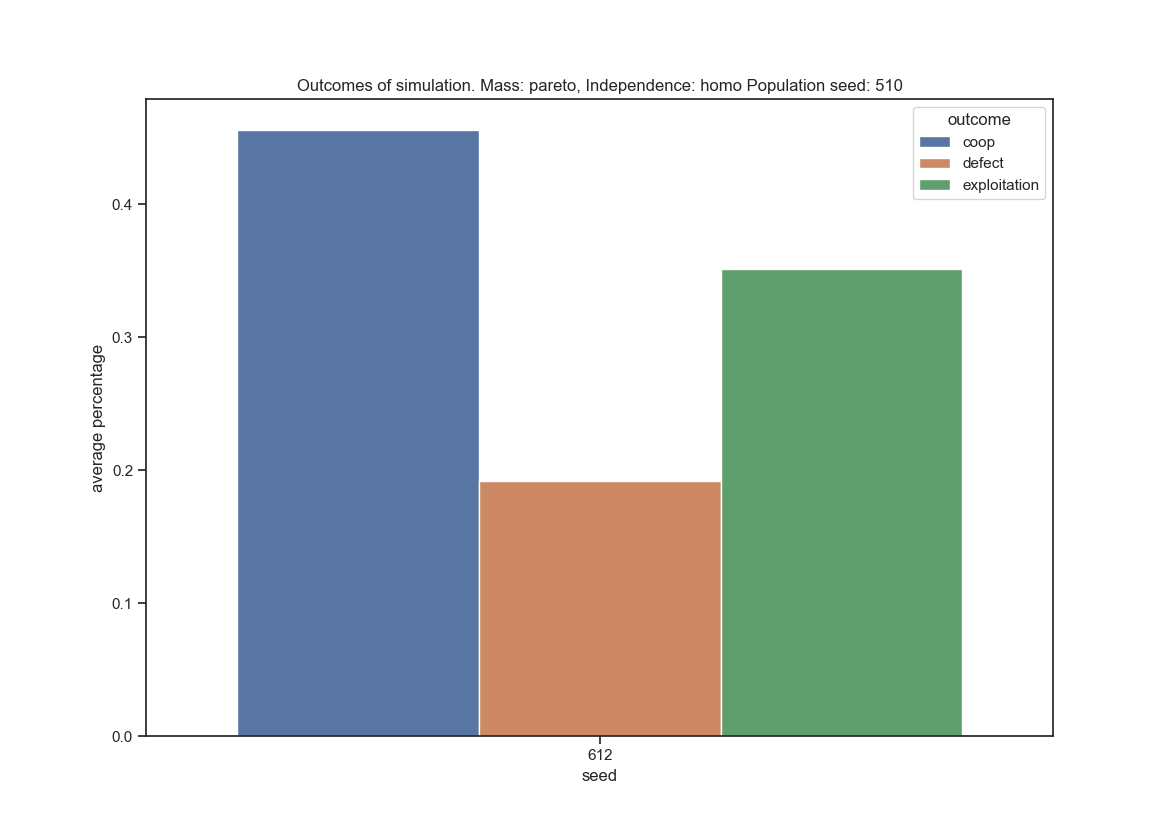 Outcomes of simulation. Mass: pareto, Independence: homo Population seed: 510
outcome
coop
defect
exploitation
average percentage
0.4
0.3
0.2
0.1
0.0
612
seed